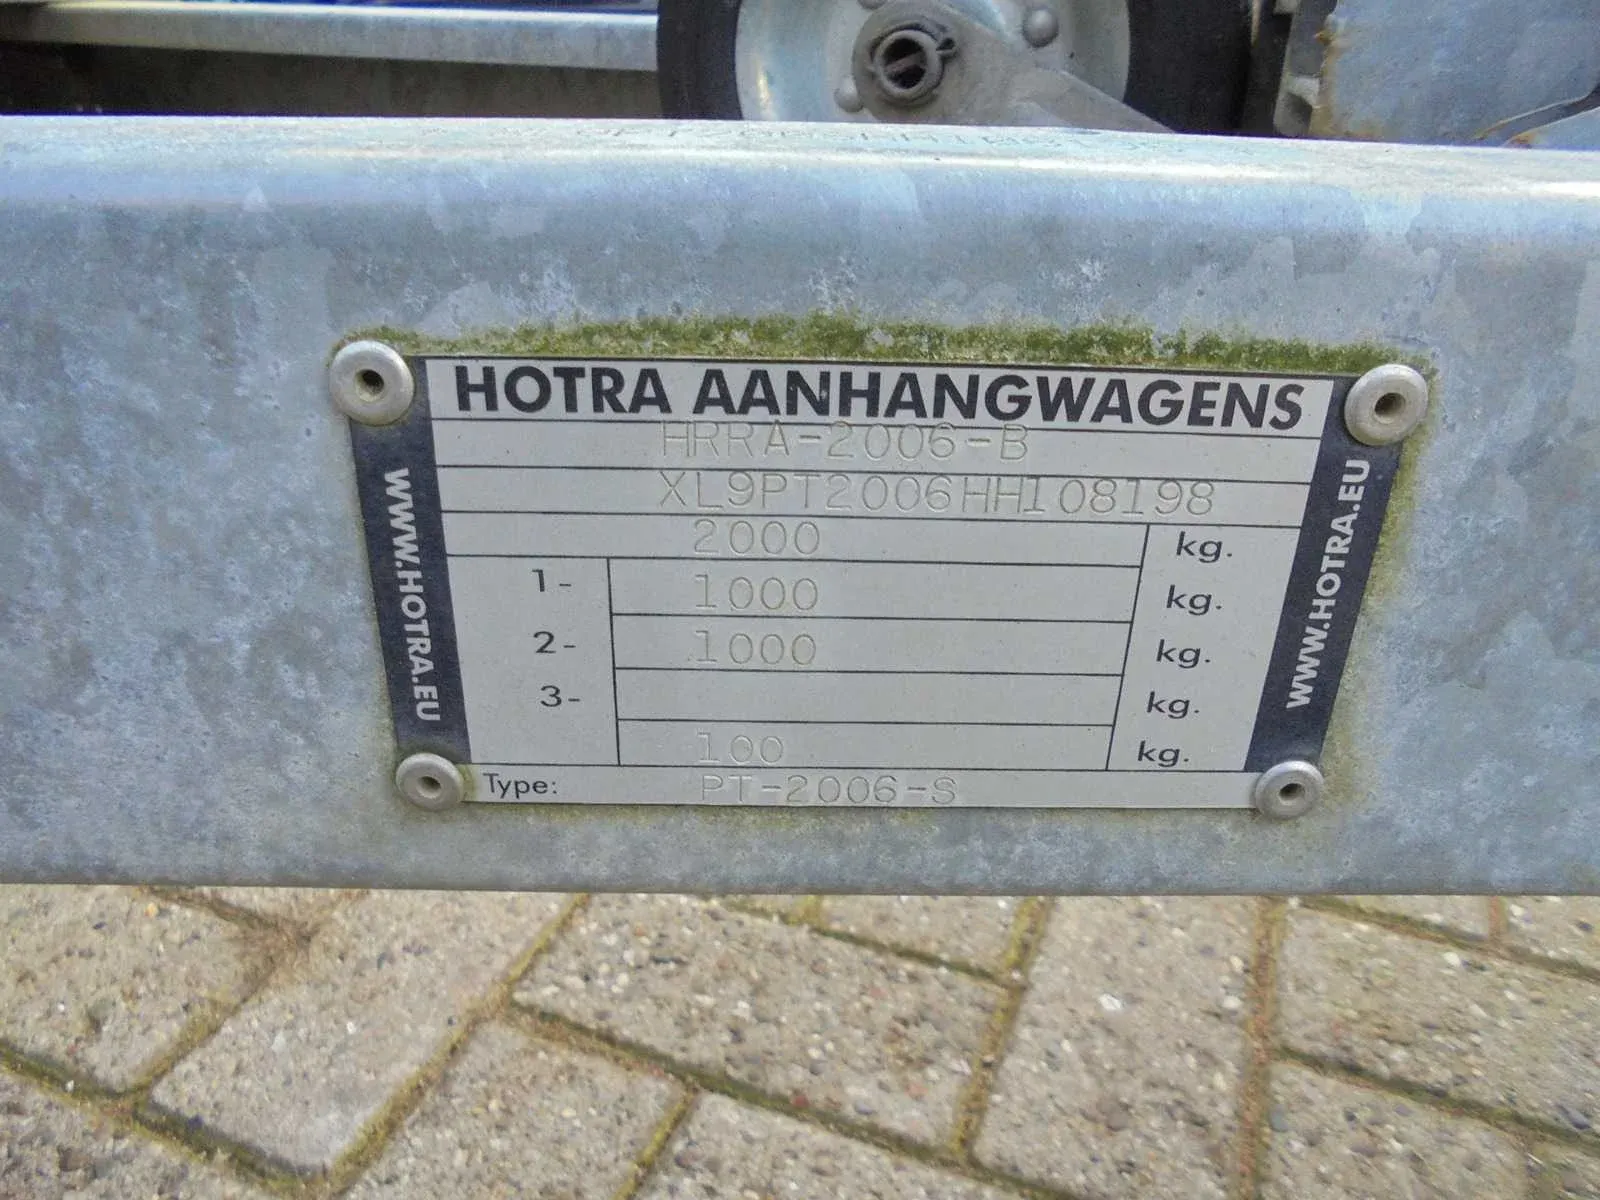 HOTRA AANHANGWAGENS
HRRA-2006-B
XL9PT2006HH108198
2000 kg.
1- 1000 kg.
2- 1000 kg.
3- kg.
100 kg.
Type: PT-2006-S
WWW.HOTRA.EU
WWW.HOTRA.EU